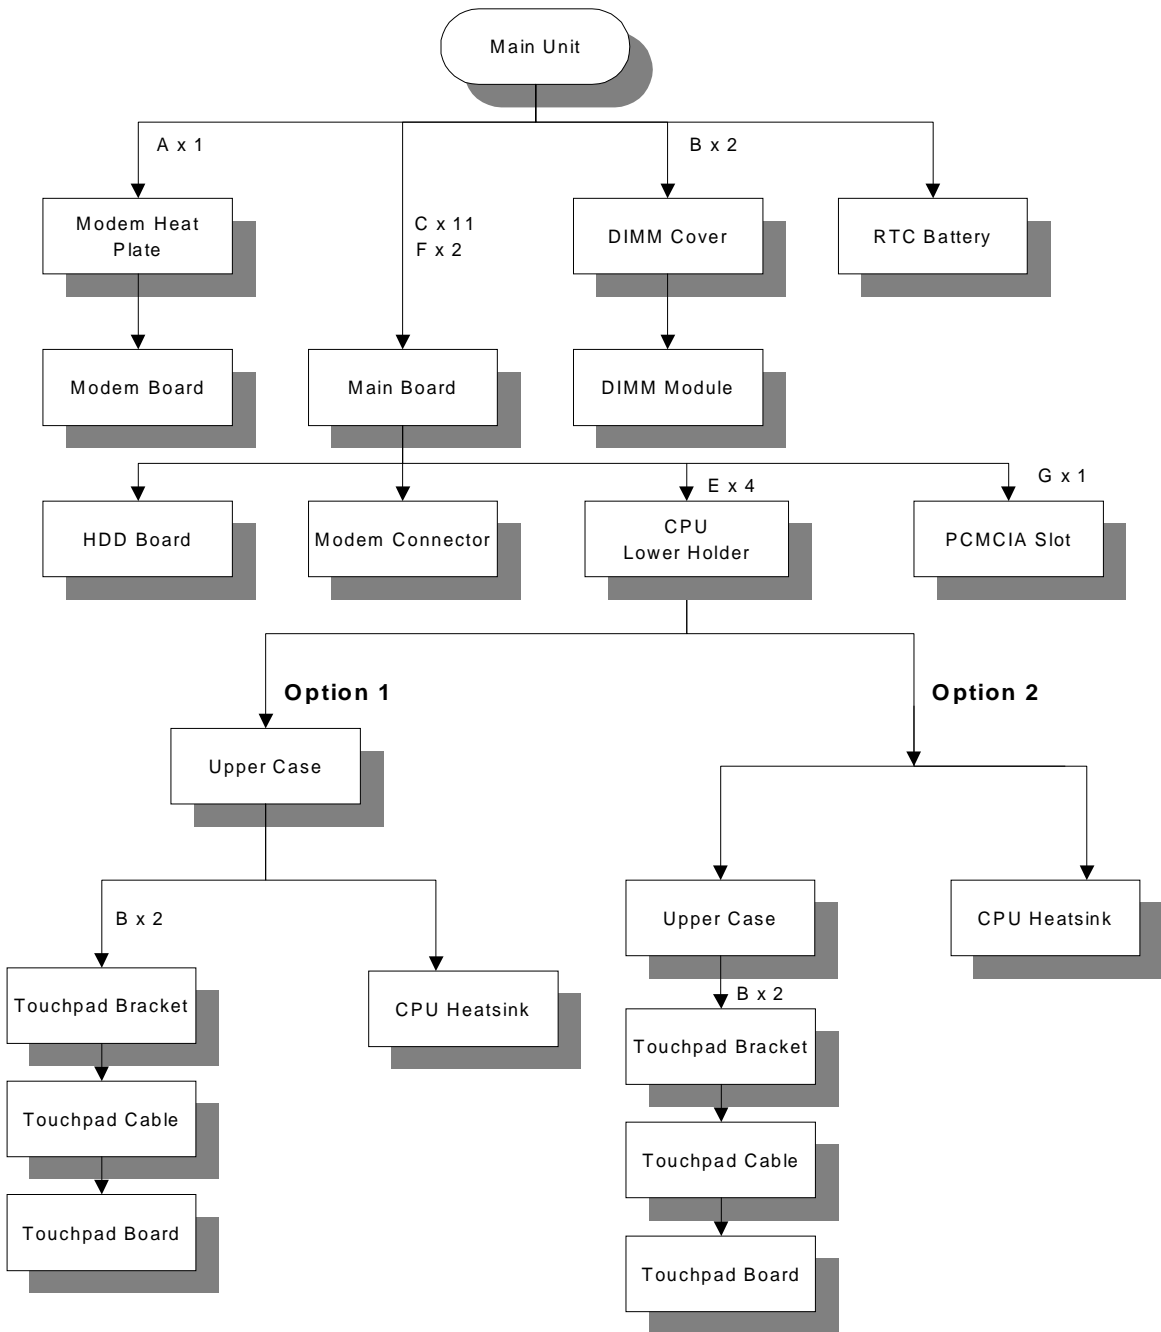 Main Unit
A x 1
B x 2
Modem Heat
Plate
C x 11
F x 2
DIMM Cover
RTC Battery
Modem Board
Main Board
DIMM Module
E x 4
G x 1
HDD Board
Modem Connector
CPU
Lower Holder
PCMCIA Slot
Option 1
Option 2
Upper Case
B x 2
Upper Case
CPU Heatsink
Touchpad Bracket
CPU Heatsink
B x 2
Touchpad Bracket
Touchpad Cable
Touchpad Cable
Touchpad Board
Touchpad Board